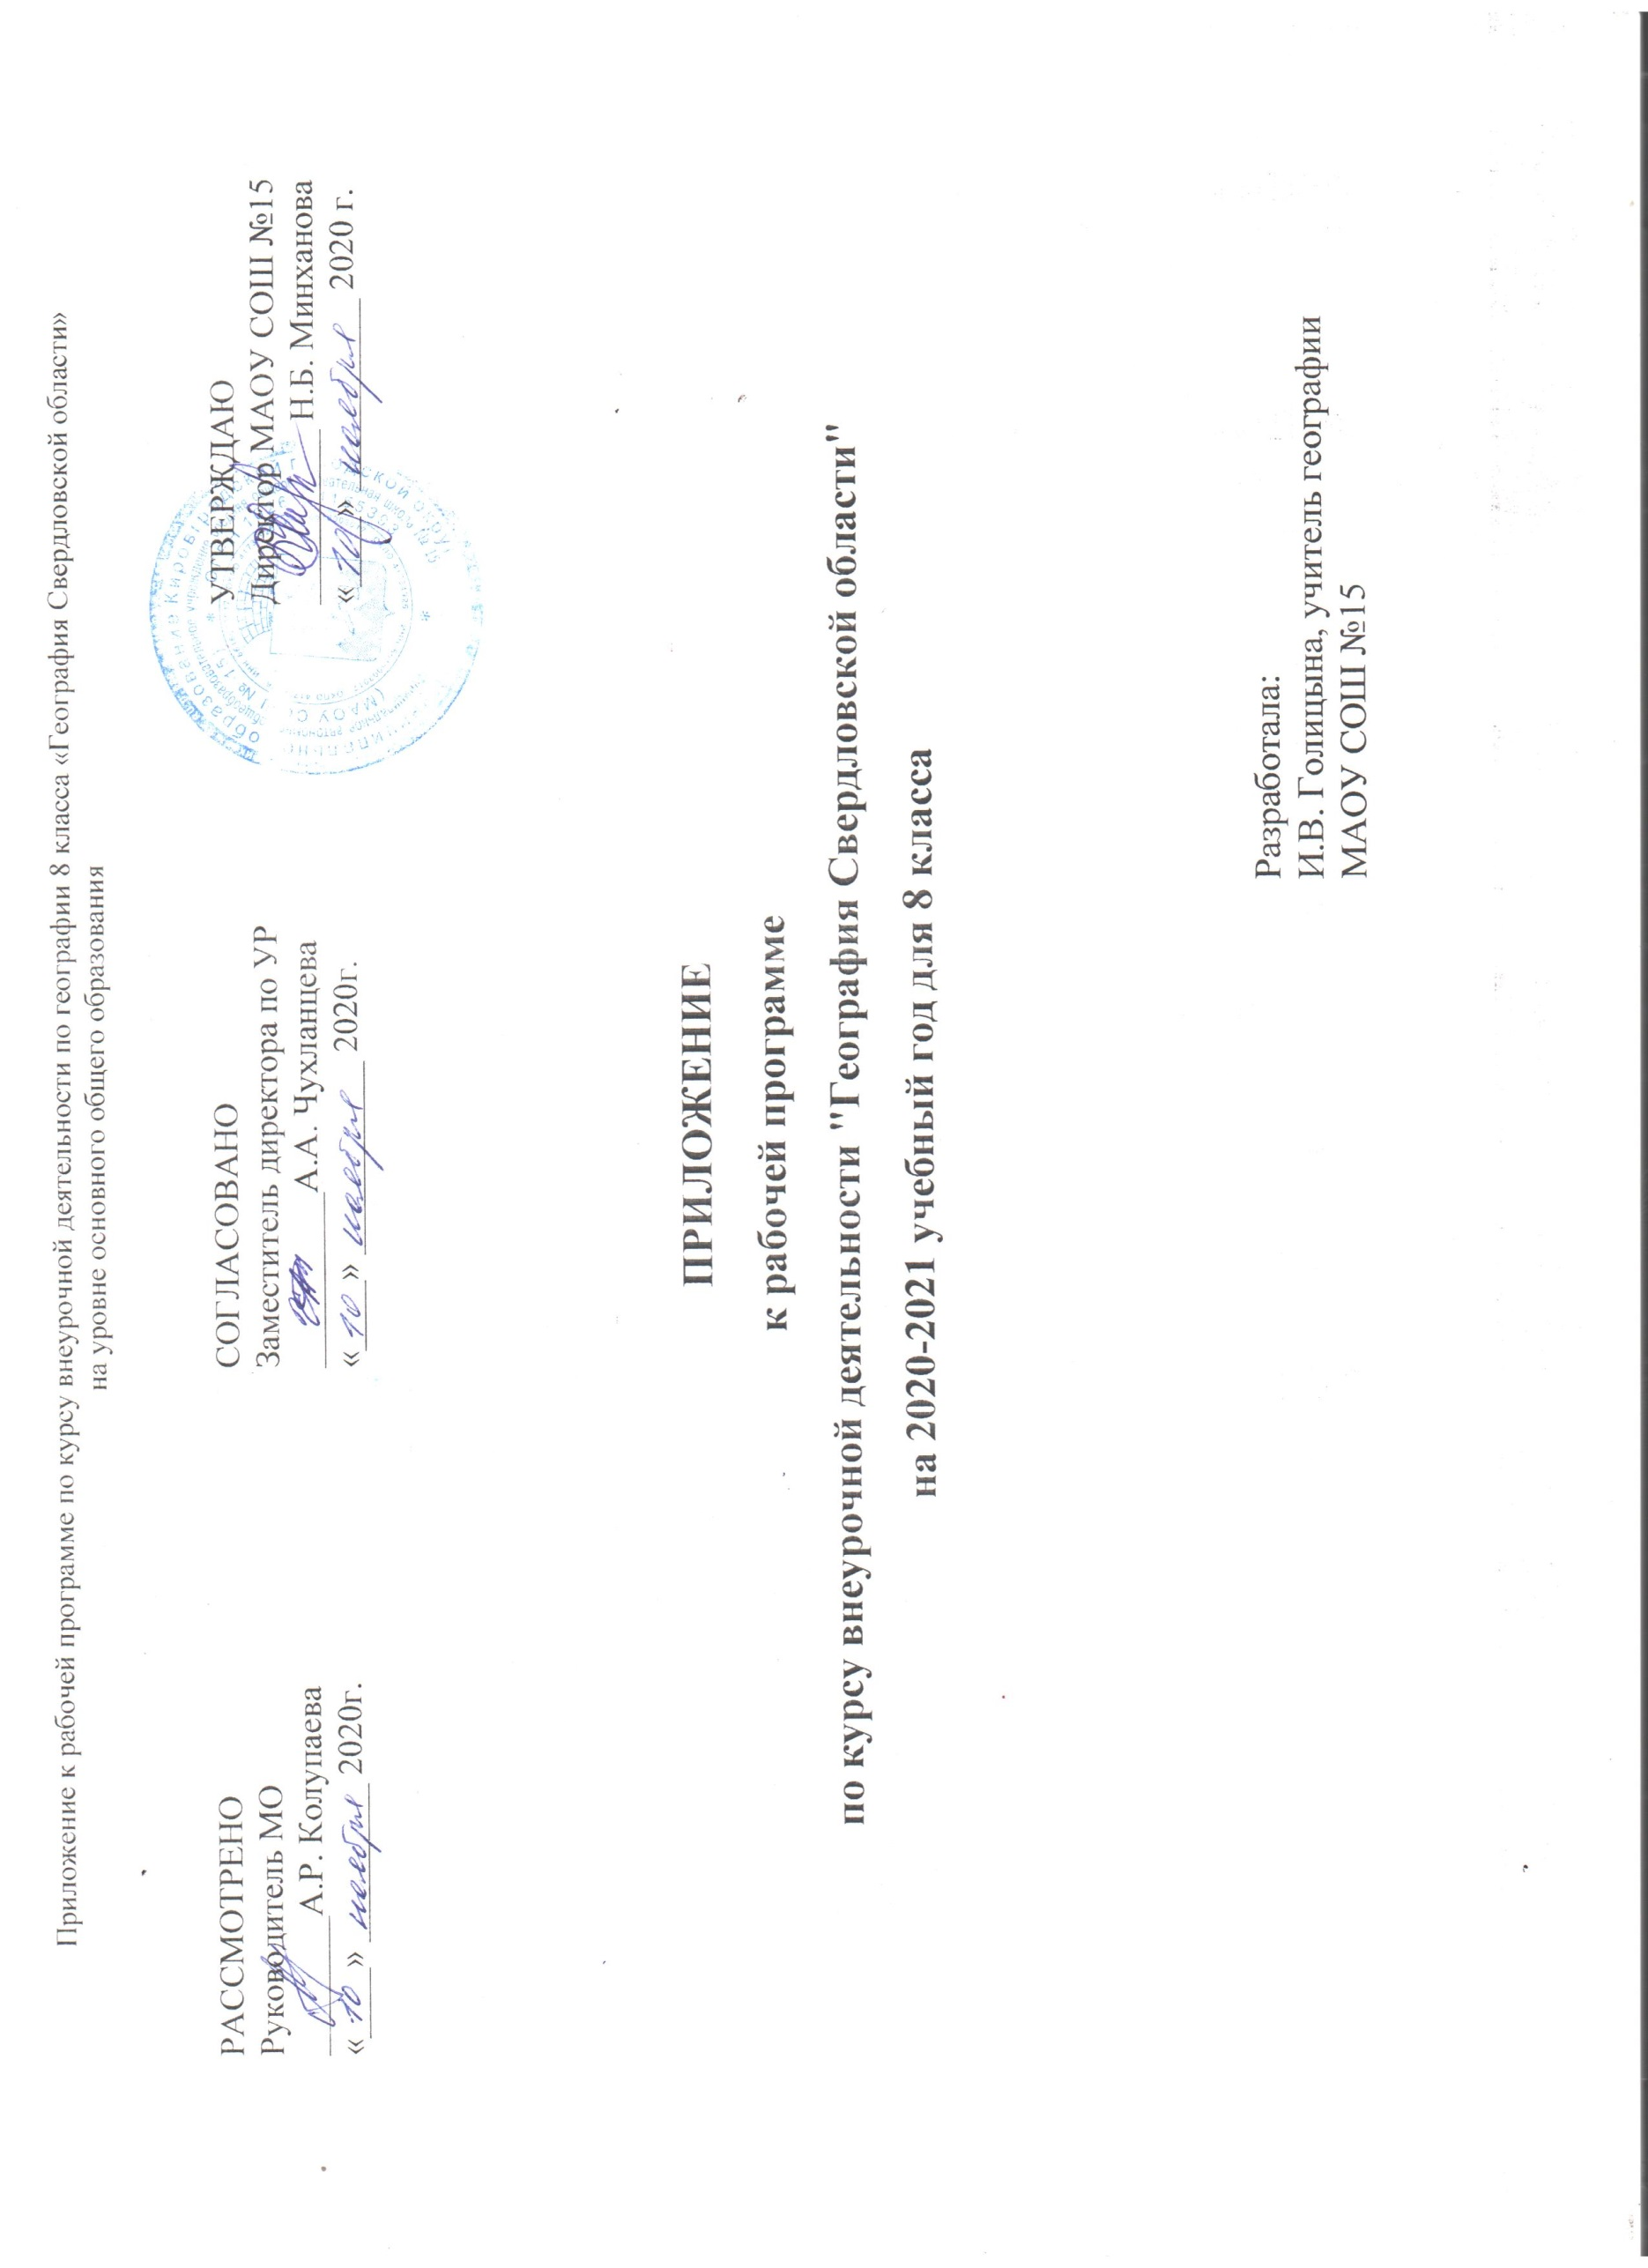 Приложение к рабочей программе по курсу внеурочной деятельности по географии 8 класса «География Свердловской области»
на уровне основного общего образования
РАССМОТРЕНО
Руководитель МО
А.Р. Колупаева
« 10 » ноября 2020г.
СОГЛАСОВАНО
Заместитель директора по УР
А.А. Чухланцева
« 10 » ноября 2020г.
УТВЕРЖДАЮ
Директор МАОУ СОШ №15
Н.Б. Минханова
« 10 » ноября 2020 г.
ПРИЛОЖЕНИЕ
к рабочей программе
по курсу внеурочной деятельности "География Свердловской области"
на 2020-2021 учебный год для 8 класса
Разработала:
И.В. Голицына, учитель географии
МАОУ СОШ №15